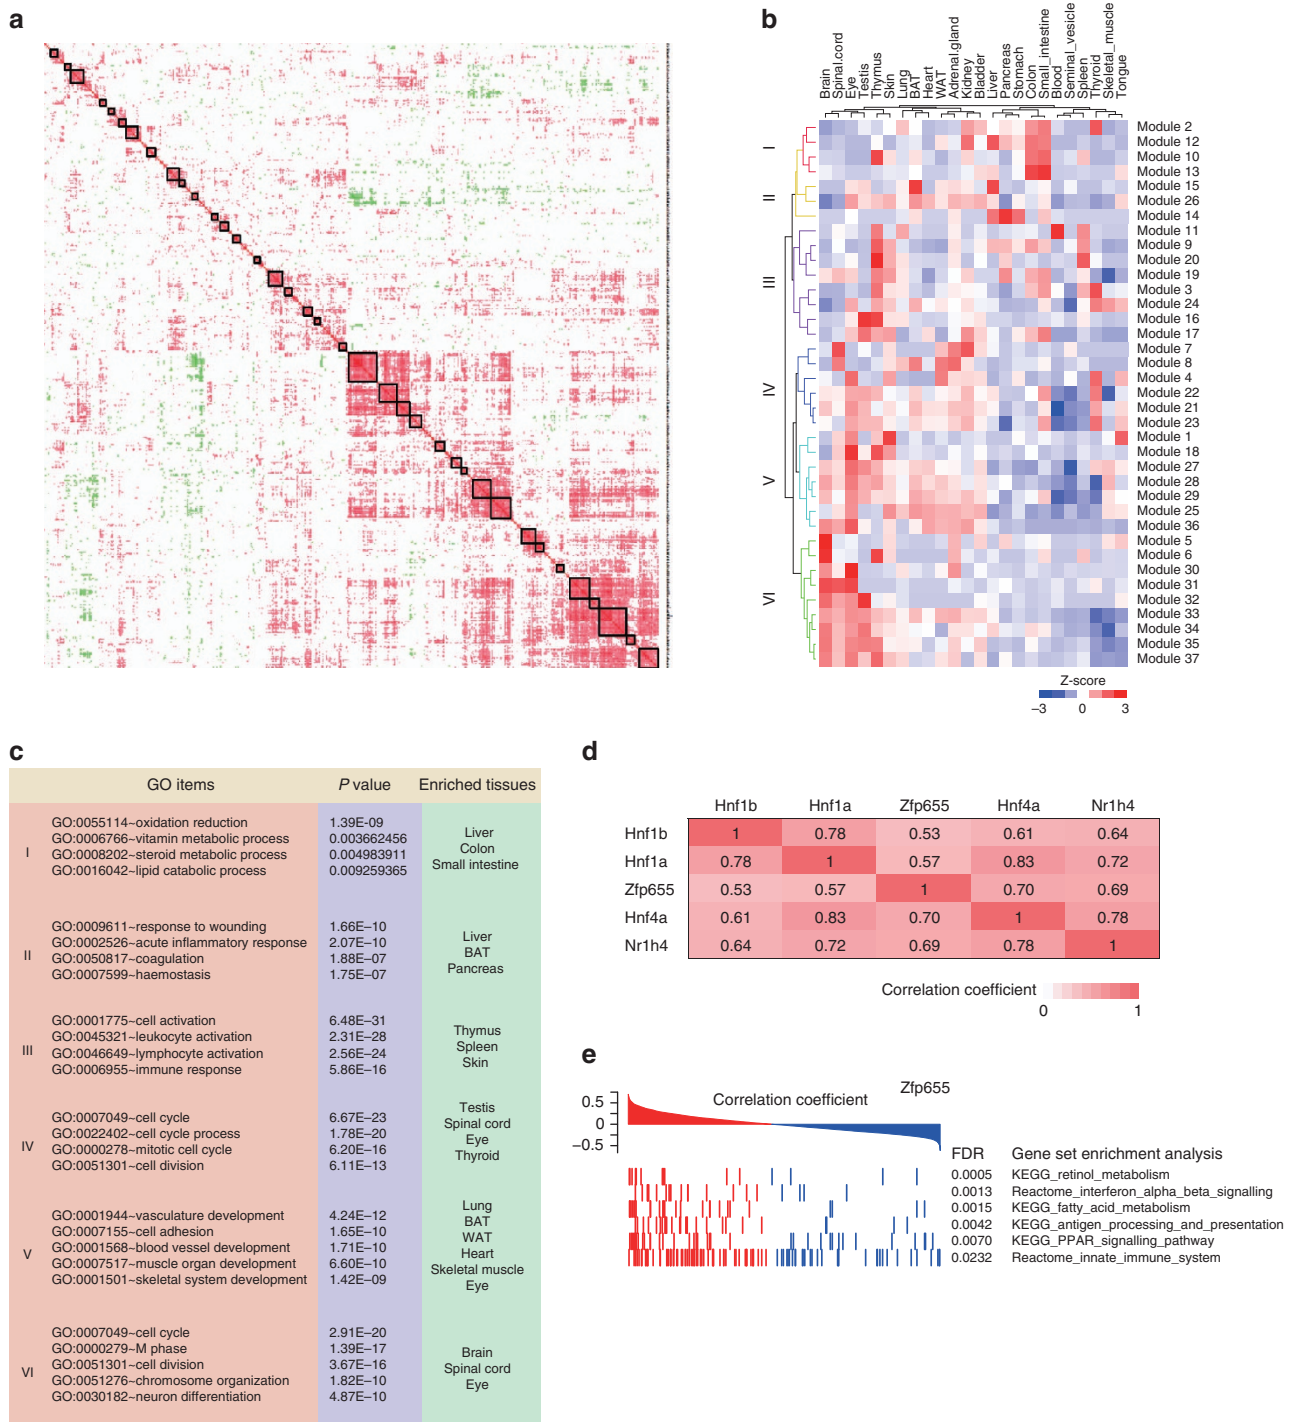 a
b
Brain
Spinal.cord
Eye
Testis
Thymus
Skin
Lung
BAT
Heart
WAT
Adrenal.gland
Kidney
Bladder
Liver
Pancreas
Stomach
Colon
Small_intestine
Blood
Seminal_vesicle
Spleen
Thyroid
Skeletal_muscle
Tongue
I
II
III
IV
V
VI
Module 2
Module 12
Module 10
Module 13
Module 15
Module 26
Module 14
Module 11
Module 9
Module 20
Module 19
Module 3
Module 24
Module 16
Module 17
Module 7
Module 8
Module 4
Module 22
Module 21
Module 23
Module 1
Module 18
Module 27
Module 28
Module 29
Module 25
Module 36
Module 5
Module 6
Module 30
Module 31
Module 32
Module 33
Module 34
Module 35
Module 37
Z-score
–3 0 3
c
GO items P value Enriched tissues
I
GO:0055114~oxidation reduction 1.39E-09
GO:0006766~vitamin metabolic process 0.003662456
GO:0008202~steroid metabolic process 0.004983911
GO:0016042~lipid catabolic process 0.009259365
Liver
Colon
Small intestine
II
GO:0009611~response to wounding 1.66E–10
GO:0002526~acute inflammatory response 2.07E–10
GO:0050817~coagulation 1.88E–07
GO:0007599~haemostasis 1.75E–07
Liver
BAT
Pancreas
III
GO:0001775~cell activation 6.48E–31
GO:0045321~leukocyte activation 2.31E–28
GO:0046649~lymphocyte activation 2.56E–24
GO:0006955~immune response 5.86E–16
Thymus
Spleen
Skin
IV
GO:0007049~cell cycle 6.67E–23
GO:0022402~cell cycle process 1.78E–20
GO:0000278~mitotic cell cycle 6.20E–16
GO:0051301~cell division 6.11E–13
Testis
Spinal cord
Eye
Thyroid
V
GO:0001944~vasculature development 4.24E–12
GO:0007155~cell adhesion 1.65E–10
GO:0001568~blood vessel development 1.71E–10
GO:0007517~muscle organ development 6.60E–10
GO:0001501~skeletal system development 1.42E–09
Lung
BAT
WAT
Heart
Skeletal muscle
Eye
VI
GO:0007049~cell cycle 2.91E–20
GO:0000279~M phase 1.39E–17
GO:0051301~cell division 3.67E–16
GO:0051276~chromosome organization 1.82E–10
GO:0030182~neuron differentiation 4.87E–10
Brain
Spinal cord
Eye
d
Hnf1b Hnf1a Zfp655 Hnf4a Nr1h4
Hnf1b 1 0.78 0.53 0.61 0.64
Hnf1a 0.78 1 0.57 0.83 0.72
Zfp655 0.53 0.57 1 0.70 0.69
Hnf4a 0.61 0.83 0.70 1 0.78
Nr1h4 0.64 0.72 0.69 0.78 1
Correlation coefficient
0 1
e
Zfp655
Correlation coefficient
0.5
0
–0.5
FDR Gene set enrichment analysis
0.0005 KEGG_retinol_metabolism
0.0013 Reactome_interferon_alpha_beta_signalling
0.0015 KEGG_fatty_acid_metabolism
0.0042 KEGG_antigen_processing_and_presentation
0.0070 KEGG_PPAR_signalling_pathway
0.0232 Reactome_innate_immune_system